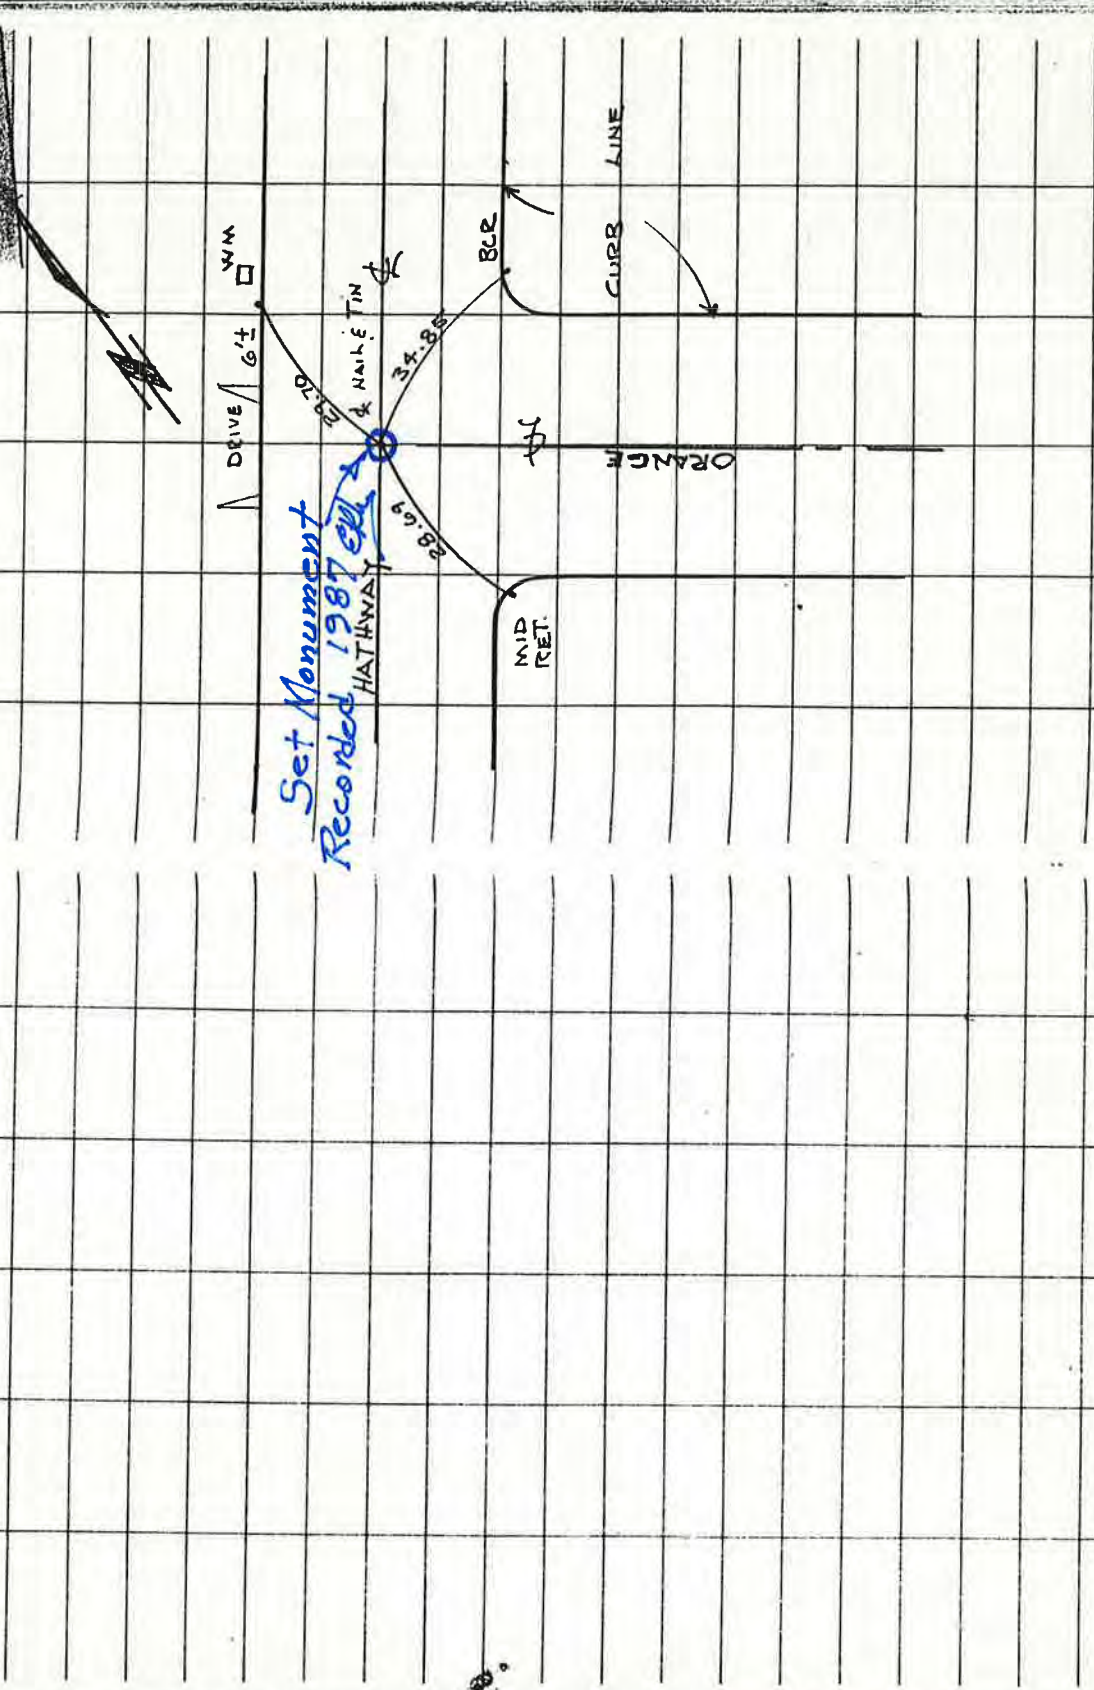 WM
DRIVE 6'±
29.70
& NAIL & TIN
℄
34.85
BCR
CURB LINE
Set Monument
Recorded 1987
HATHWAY
28.69
MID
RET.
℄
ORANGE